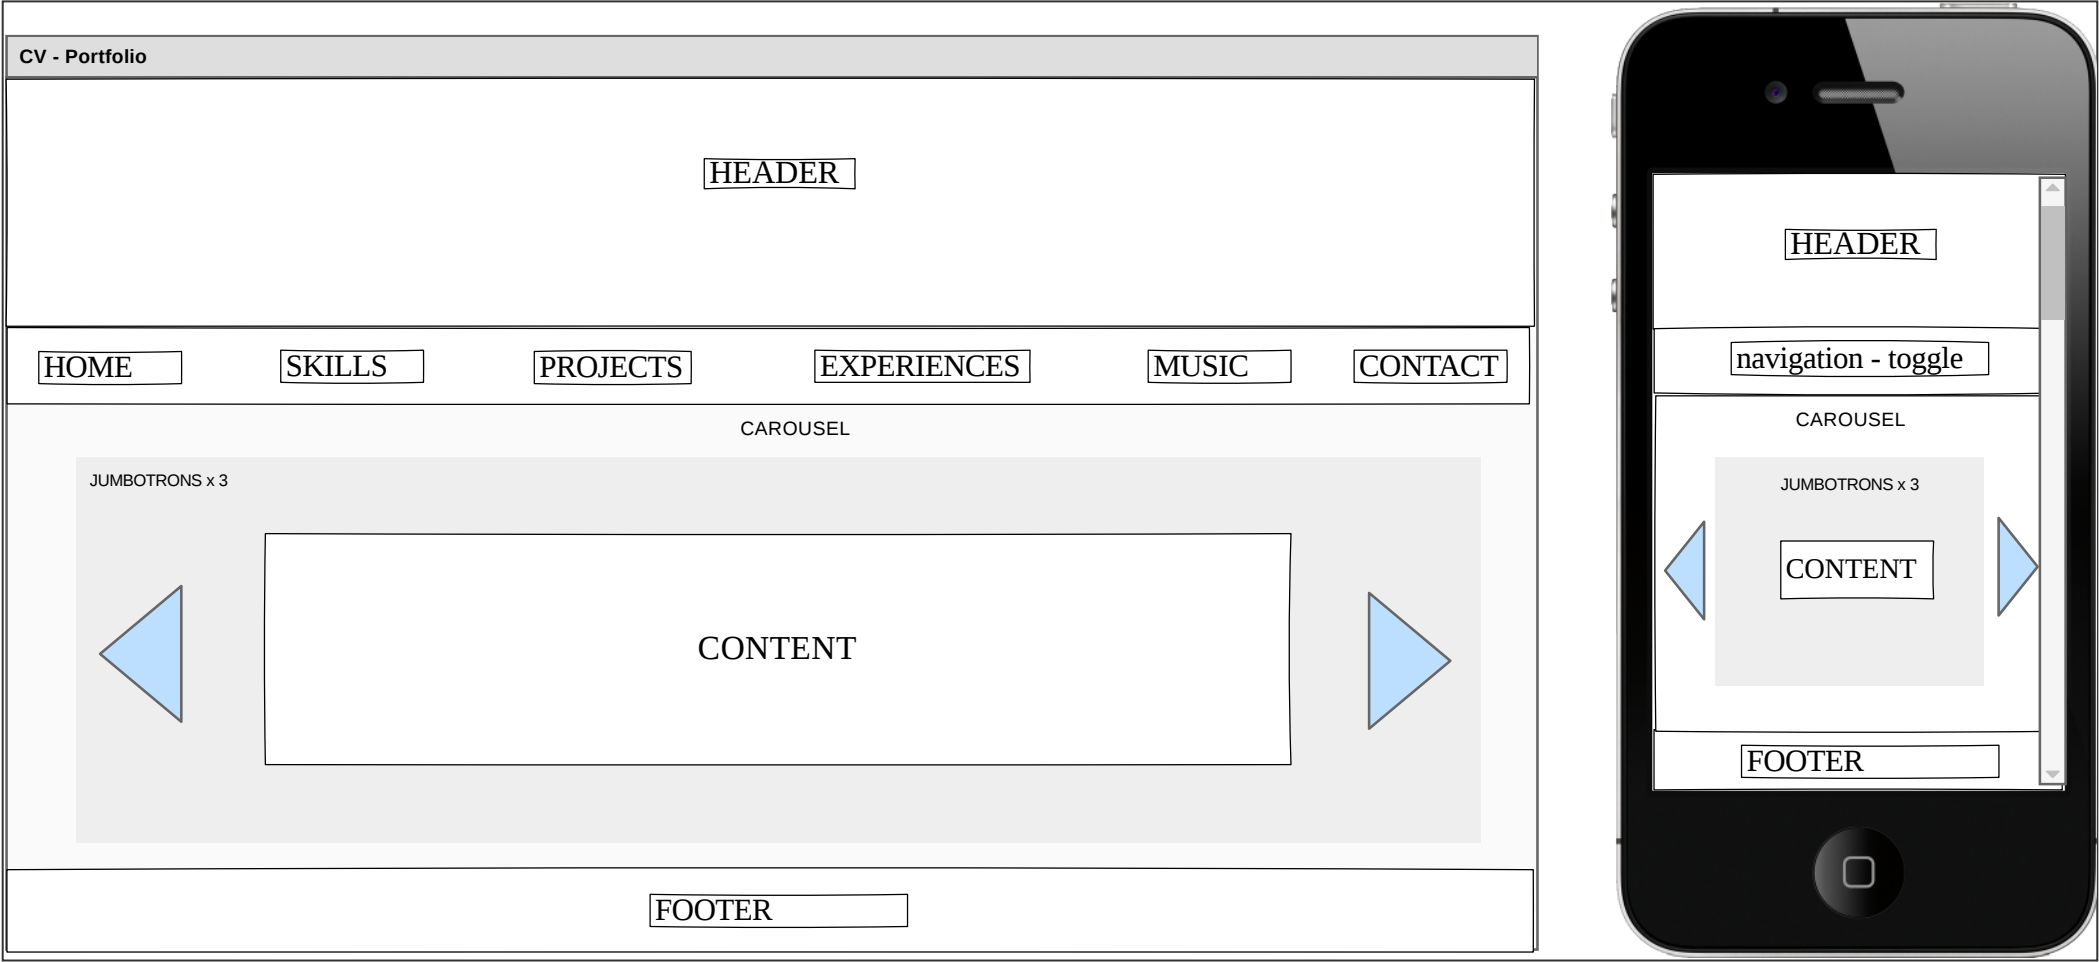 CV - Portfolio
HEADER
HOME SKILLS PROJECTS EXPERIENCES MUSIC CONTACT
CAROUSEL
JUMBOTRONS x 3
CONTENT
FOOTER
HEADER
navigation - toggle
CAROUSEL
JUMBOTRONS x 3
CONTENT
FOOTER